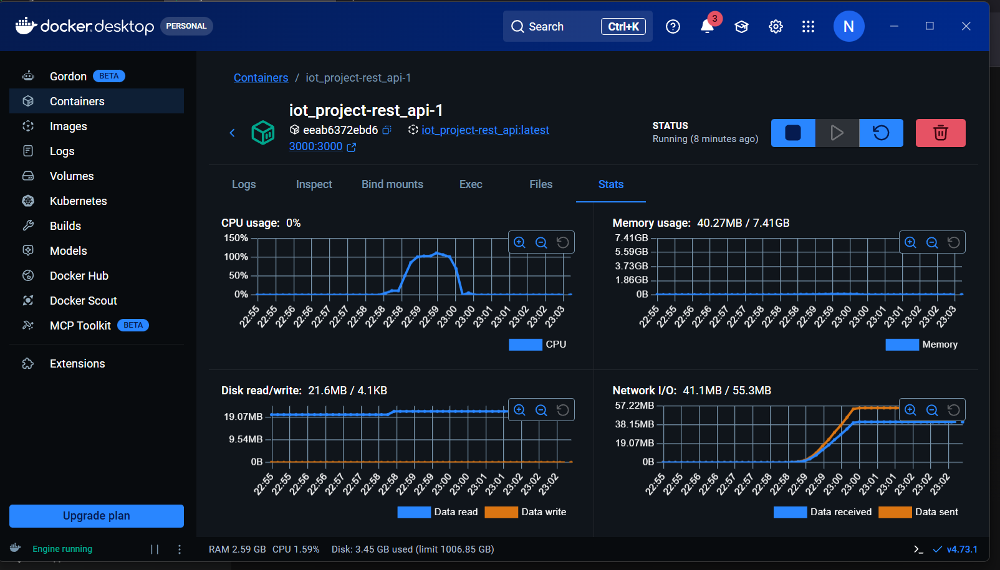 docker.desktop PERSONAL Search Ctrl+K 3 N
Gordon BETA
Containers
Images
Logs
Volumes
Kubernetes
Builds
Models
Docker Hub
Docker Scout
MCP Toolkit BETA
Extensions
Upgrade plan
Containers / iot_project-rest_api-1
iot_project-rest_api-1
eeab6372ebd6 iot_project-rest_api:latest
3000:3000
STATUS
Running (8 minutes ago)
Logs Inspect Bind mounts Exec Files Stats
CPU usage: 0%
150%
100%
50%
0%
22:55 22:55 22:56 22:56 22:57 22:57 22:58 22:58 22:58 22:59 22:59 23:00 23:00 23:01 23:01 23:02 23:02 23:03
CPU
Memory usage: 40.27MB / 7.41GB
7.41GB
5.59GB
3.73GB
1.86GB
0B
22:55 22:55 22:56 22:56 22:57 22:57 22:58 22:58 22:58 22:59 22:59 23:00 23:00 23:01 23:01 23:02 23:02 23:03
Memory
Disk read/write: 21.6MB / 4.1KB
19.07MB
9.54MB
0B
22:55 22:55 22:56 22:56 22:57 22:57 22:58 22:58 22:59 22:59 23:00 23:00 23:01 23:01 23:02 23:02 23:02
Data read Data write
Network I/O: 41.1MB / 55.3MB
57.22MB
38.15MB
19.07MB
0B
22:55 22:55 22:56 22:56 22:57 22:57 22:58 22:58 22:59 22:59 23:00 23:00 23:01 23:01 23:02 23:02 23:02
Data received Data sent
Engine running RAM 2.59 GB CPU 1.59% Disk: 3.45 GB used (limit 1006.85 GB) v4.73.1